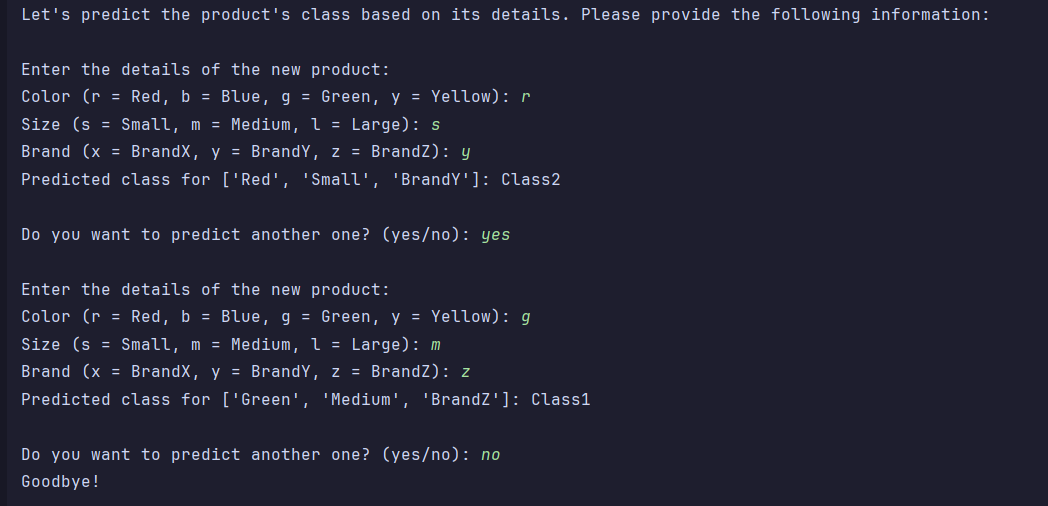 Let's predict the product's class based on its details. Please provide the following information:
Enter the details of the new product:
Color (r = Red, b = Blue, g = Green, y = Yellow): r
Size (s = Small, m = Medium, l = Large): s
Brand (x = BrandX, y = BrandY, z = BrandZ): y
Predicted class for ['Red', 'Small', 'BrandY']: Class2
Do you want to predict another one? (yes/no): yes
Enter the details of the new product:
Color (r = Red, b = Blue, g = Green, y = Yellow): g
Size (s = Small, m = Medium, l = Large): m
Brand (x = BrandX, y = BrandY, z = BrandZ): z
Predicted class for ['Green', 'Medium', 'BrandZ']: Class1
Do you want to predict another one? (yes/no): no
Goodbye!